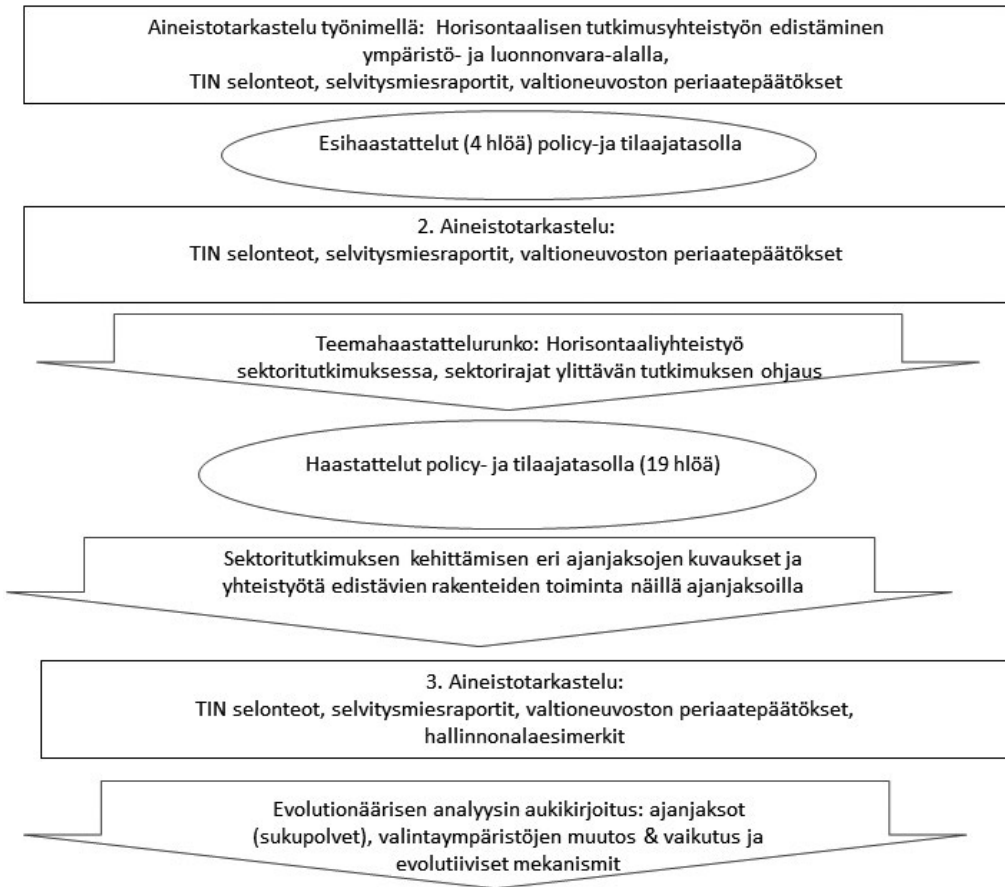 Aineistotarkastelu työnimellä: Horisontaalisen tutkimusyhteistyön edistäminen
ympäristö- ja luonnonvara-alalla,
TIN selonteot, selvitysmiesraportit, valtioneuvoston periaatepäätökset
Esihaastattelut (4 hlöä) policy-ja tilaajatasolla
2. Aineistotarkastelu:
TIN selonteot, selvitysmiesraportit, valtioneuvoston periaatepäätökset
Teemahaastattelurunko: Horisontaaliyhteistyö
sektoritutkimuksessa, sektorirajat ylittävän tutkimuksen ohjaus
Haastattelut policy- ja tilaajatasolla (19 hlöä)
Sektoritutkimuksen kehittämisen eri ajanjaksojen kuvaukset ja
yhteistyötä edistävien rakenteiden toiminta näillä ajanjaksoilla
3. Aineistotarkastelu:
TIN selonteot, selvitysmiesraportit, valtioneuvoston periaatepäätökset,
hallinnonalaesimerkit
Evolutionäärisen analyysin aukikirjoitus: ajanjaksot
(sukupolvet), valintaympäristöjen muutos & vaikutus ja
evolutiiviset mekanismit